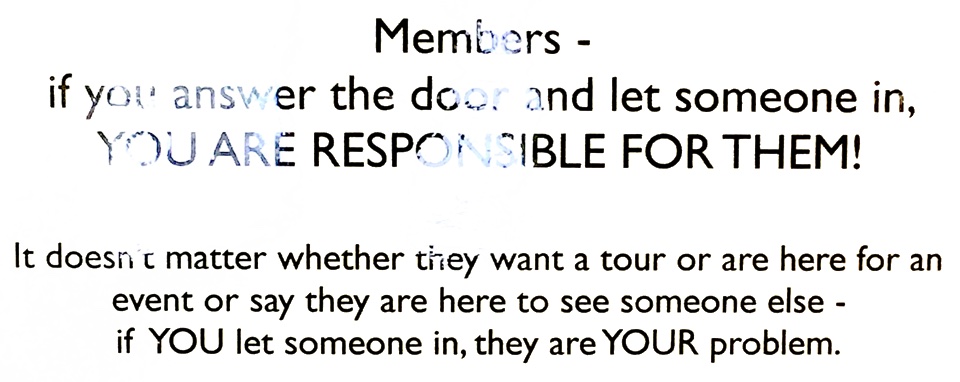 Members -
if you answer the door and let someone in,
YOU ARE RESPONSIBLE FOR THEM!
It doesn't matter whether they want a tour or are here for an
event or say they are here to see someone else -
if YOU let someone in, they are YOUR problem.